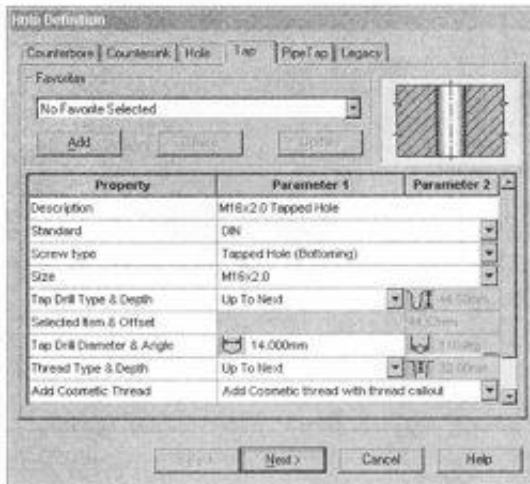 Hole Definition
Counterbore Countersink Hole Tap PipeTap Legacy
Favorites
No Favorite Selected
Add Update
Property Parameter 1 Parameter 2
Description M16x2.0 Tapped Hole
Standard DIN
Screw type Tapped Hole (Bottoming)
Size M16x2.0
Tap Drill Type & Depth Up To Next
Selected Item & Offset
Tap Drill Diameter & Angle 14.000mm
Thread Type & Depth Up To Next
Add Cosmetic Thread Add Cosmetic thread with thread callout
Next > Cancel Help